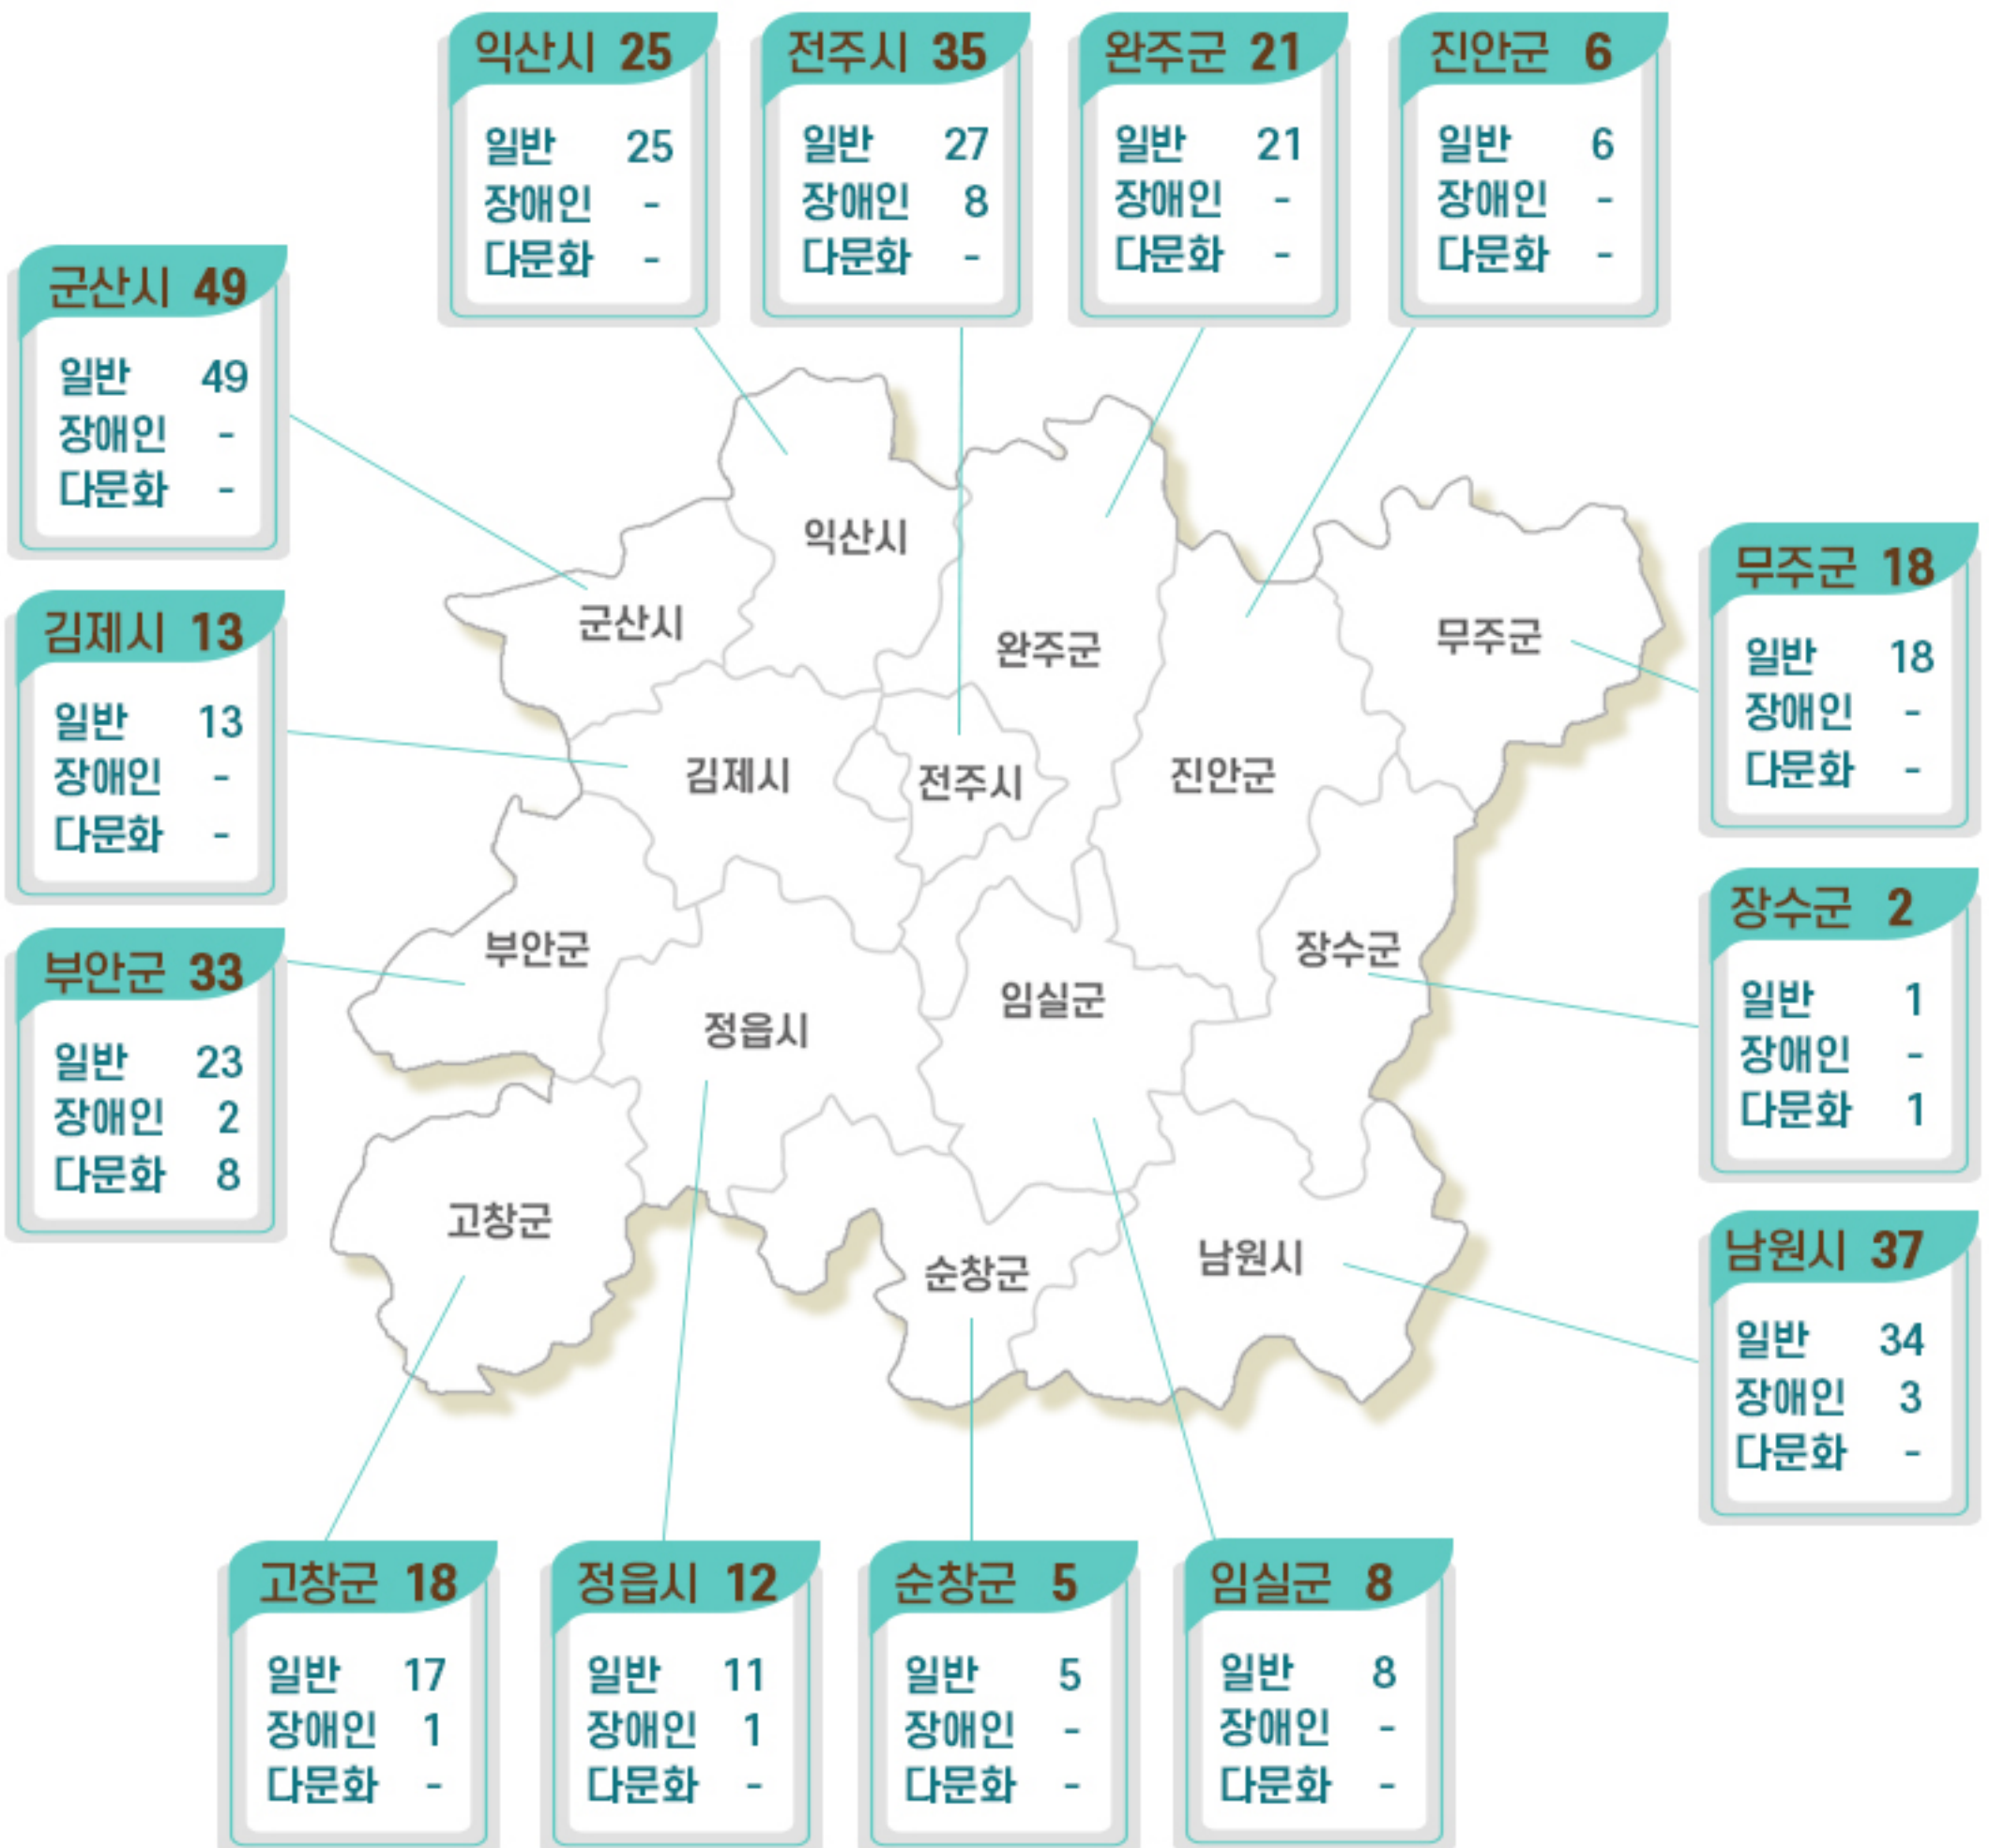 익산시 25
일반 25
장애인 -
다문화 -
전주시 35
일반 27
장애인 8
다문화 -
완주군 21
일반 21
장애인 -
다문화 -
진안군 6
일반 6
장애인 -
다문화 -
군산시 49
일반 49
장애인 -
다문화 -
김제시 13
일반 13
장애인 -
다문화 -
부안군 33
일반 23
장애인 2
다문화 8
익산시
군산시
완주군
무주군
김제시
전주시
진안군
부안군
장수군
임실군
정읍시
고창군
남원시
순창군
무주군 18
일반 18
장애인 -
다문화 -
장수군 2
일반 1
장애인 -
다문화 1
남원시 37
일반 34
장애인 3
다문화 -
고창군 18
일반 17
장애인 1
다문화 -
정읍시 12
일반 11
장애인 1
다문화 -
순창군 5
일반 5
장애인 -
다문화 -
임실군 8
일반 8
장애인 -
다문화 -